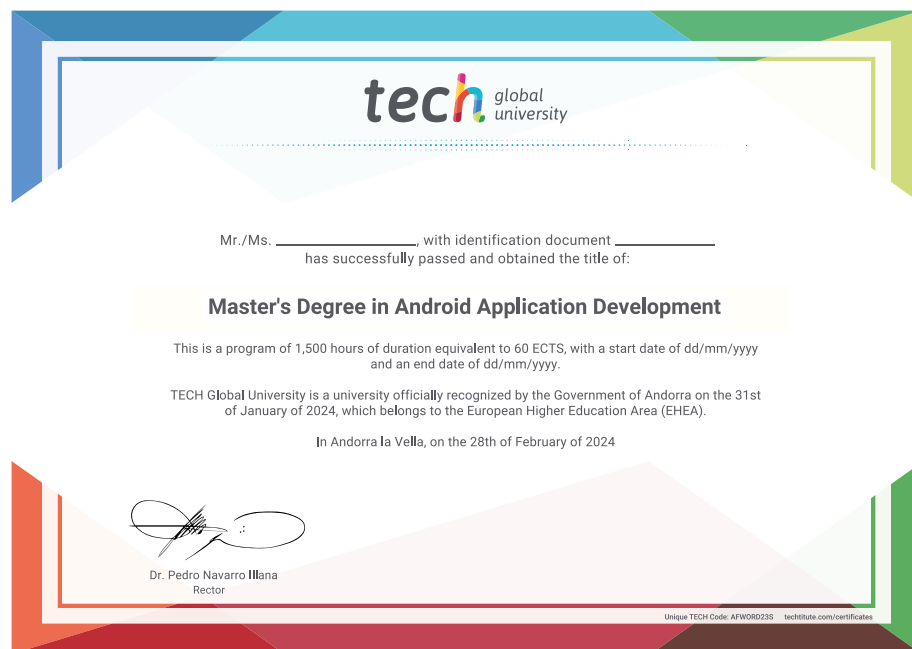 tech global
university
Mr./Ms. ______________, with identification document __________
has successfully passed and obtained the title of:
Master's Degree in Android Application Development
This is a program of 1,500 hours of duration equivalent to 60 ECTS, with a start date of dd/mm/yyyy
and an end date of dd/mm/yyyy.
TECH Global University is a university officially recognized by the Government of Andorra on the 31st
of January of 2024, which belongs to the European Higher Education Area (EHEA).
In Andorra la Vella, on the 28th of February of 2024
Dr. Pedro Navarro Illana
Rector
Unique TECH Code: AFWORD23S techtitute.com/certificates